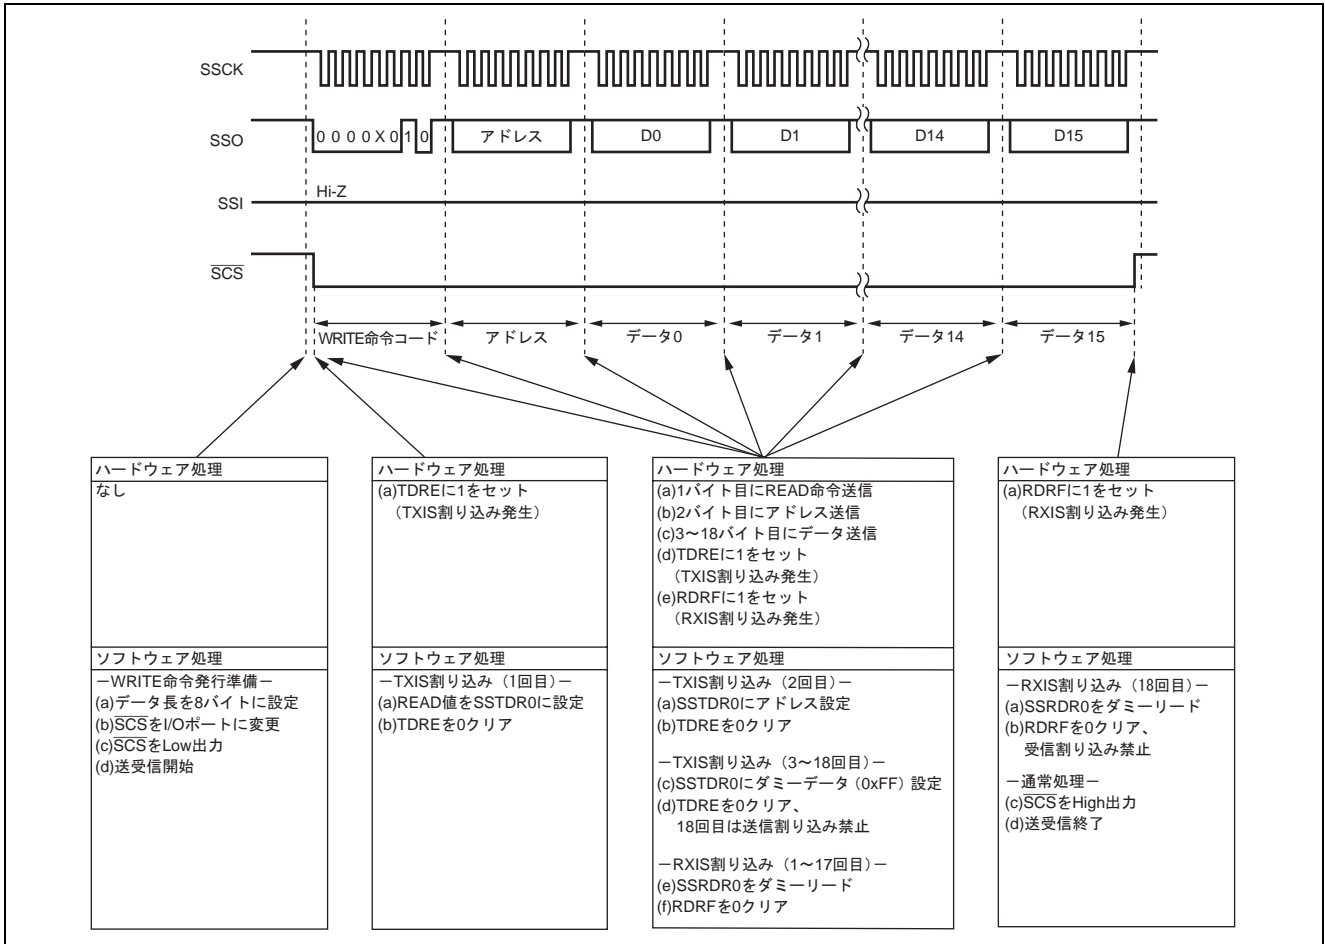 SSCK
SSO
0 0 0 0 X 0 1 0
アドレス
D0
D1
D14
D15
SSI
Hi-Z
SCS
WRITE命令コード
アドレス
データ0
データ1
データ14
データ15
ハードウェア処理
なし
ソフトウェア処理
－WRITE命令発行準備－
(a)データ長を8バイトに設定
(b)SCSをI/Oポートに変更
(c)SCSをLow出力
(d)送受信開始
ハードウェア処理
(a)TDREに1をセット
（TXIS割り込み発生）
ソフトウェア処理
－TXIS割り込み（1回目）－
(a)READ値をSSTDR0に設定
(b)TDREを0クリア
ハードウェア処理
(a)1バイト目にREAD命令送信
(b)2バイト目にアドレス送信
(c)3～18バイト目にデータ送信
(d)TDREに1をセット
（TXIS割り込み発生）
(e)RDRFに1をセット
（RXIS割り込み発生）
ソフトウェア処理
－TXIS割り込み（2回目）－
(a)SSTDR0にアドレス設定
(b)TDREを0クリア
－TXIS割り込み（3～18回目）－
(c)SSTDR0にダミーデータ（0xFF）設定
(d)TDREを0クリア、
18回目は送信割り込み禁止
－RXIS割り込み（1～17回目）－
(e)SSRDR0をダミーリード
(f)RDRFを0クリア
ハードウェア処理
(a)RDRFに1をセット
（RXIS割り込み発生）
ソフトウェア処理
－RXIS割り込み（18回目）－
(a)SSRDR0をダミーリード
(b)RDRFを0クリア、
受信割り込み禁止
－通常処理－
(c)SCSをHigh出力
(d)送受信終了